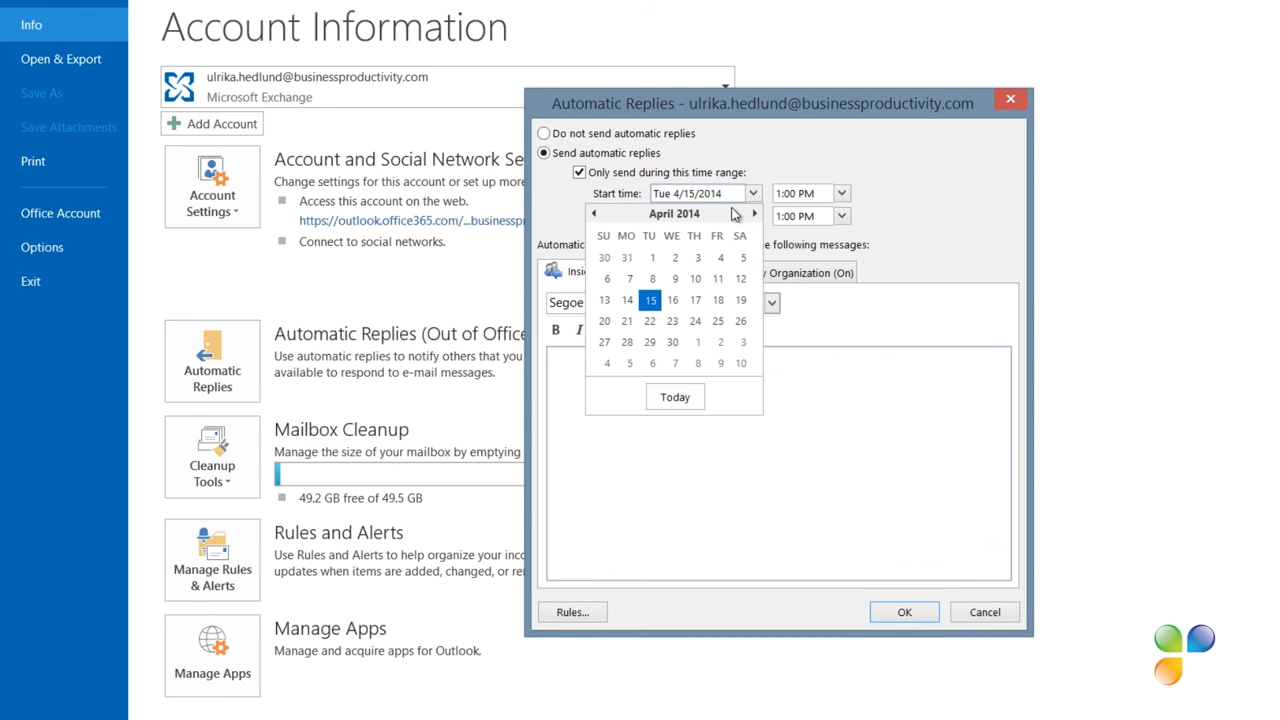 Info
Open & Export
Save As
Save Attachments
Print
Office Account
Options
Exit
Account Information
ulrika.hedlund@businessproductivity.com
Microsoft Exchange
Add Account
Account
Settings
Account and Social Network Se
Change settings for this account or set up more
Access this account on the web.
https://outlook.office365.com/...businesspr
Connect to social networks.
Automatic
Replies
Automatic Replies (Out of Office
Use automatic replies to notify others that you
available to respond to e-mail messages.
Cleanup
Tools
Mailbox Cleanup
Manage the size of your mailbox by emptying
49.2 GB free of 49.5 GB
Manage Rules
& Alerts
Rules and Alerts
Use Rules and Alerts to help organize your inco
updates when items are added, changed, or re
Manage Apps
Manage Apps
Manage and acquire apps for Outlook.
Automatic Replies - ulrika.hedlund@businessproductivity.com
Do not send automatic replies
Send automatic replies
Only send during this time range:
Start time: Tue 4/15/2014 1:00 PM
1:00 PM
April 2014
SU MO TU WE TH FR SA
30 31 1 2 3 4 5
6 7 8 9 10 11 12
13 14 15 16 17 18 19
20 21 22 23 24 25 26
27 28 29 30 1 2 3
4 5 6 7 8 9 10
Today
Automatic
e following messages:
Insi
y Organization (On)
Segoe
B I
Rules...
OK
Cancel